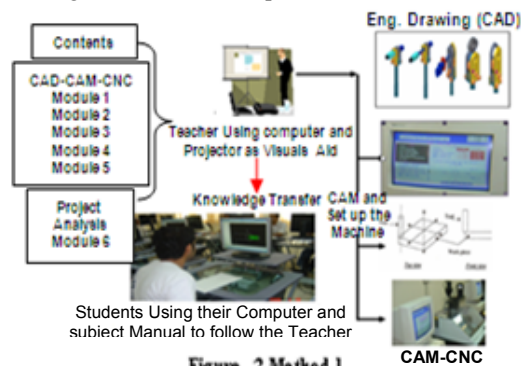 Contents
CAD-CAM-CNC
Module 1
Module 2
Module 3
Module 4
Module 5
Project
Analysis
Module 6
Teacher Using computer and
Projector as Visuals Aid
Knowledge Transfer
Students Using their Computer and
subject Manual to follow the Teacher
Eng. Drawing (CAD)
CAM and
Set up the
Machine
CAM-CNC
Figure 2 Method 1